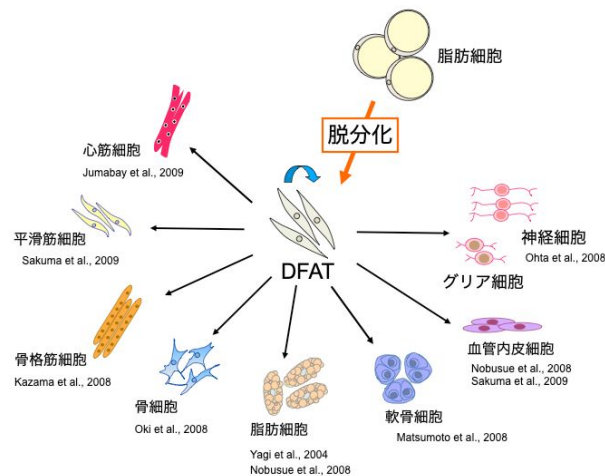 脂肪細胞
脱分化
心筋細胞
Jumabay et al., 2009
平滑筋細胞
Sakuma et al., 2009
DFAT
神経細胞
Ohta et al., 2008
グリア細胞
骨格筋細胞
Kazama et al., 2008
血管内皮細胞
Nobusue et al., 2008
Sakuma et al., 2009
骨細胞
Oki et al., 2008
脂肪細胞
Yagi et al., 2004
Nobusue et al., 2008
軟骨細胞
Matsumoto et al., 2008